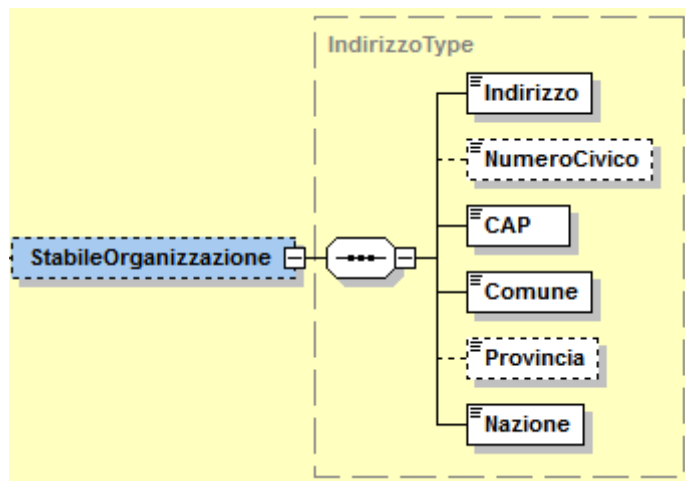 IndirizzoType
Indirizzo
NumeroCivico
CAP
StabileOrganizzazione
Comune
Provincia
Nazione